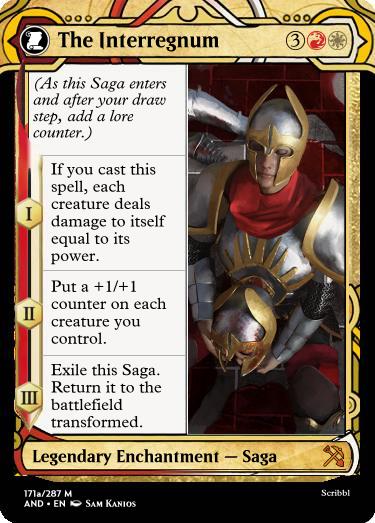 The Interregnum 3
(As this Saga enters
and after your draw
step, add a lore
counter.)
I
If you cast this
spell, each
creature deals
damage to itself
equal to its
power.
II
Put a +1/+1
counter on each
creature you
control.
III
Exile this Saga.
Return it to the
battlefield
transformed.
Legendary Enchantment — Saga
171a/287 M
AND • EN Sam Kanios
Scribbl